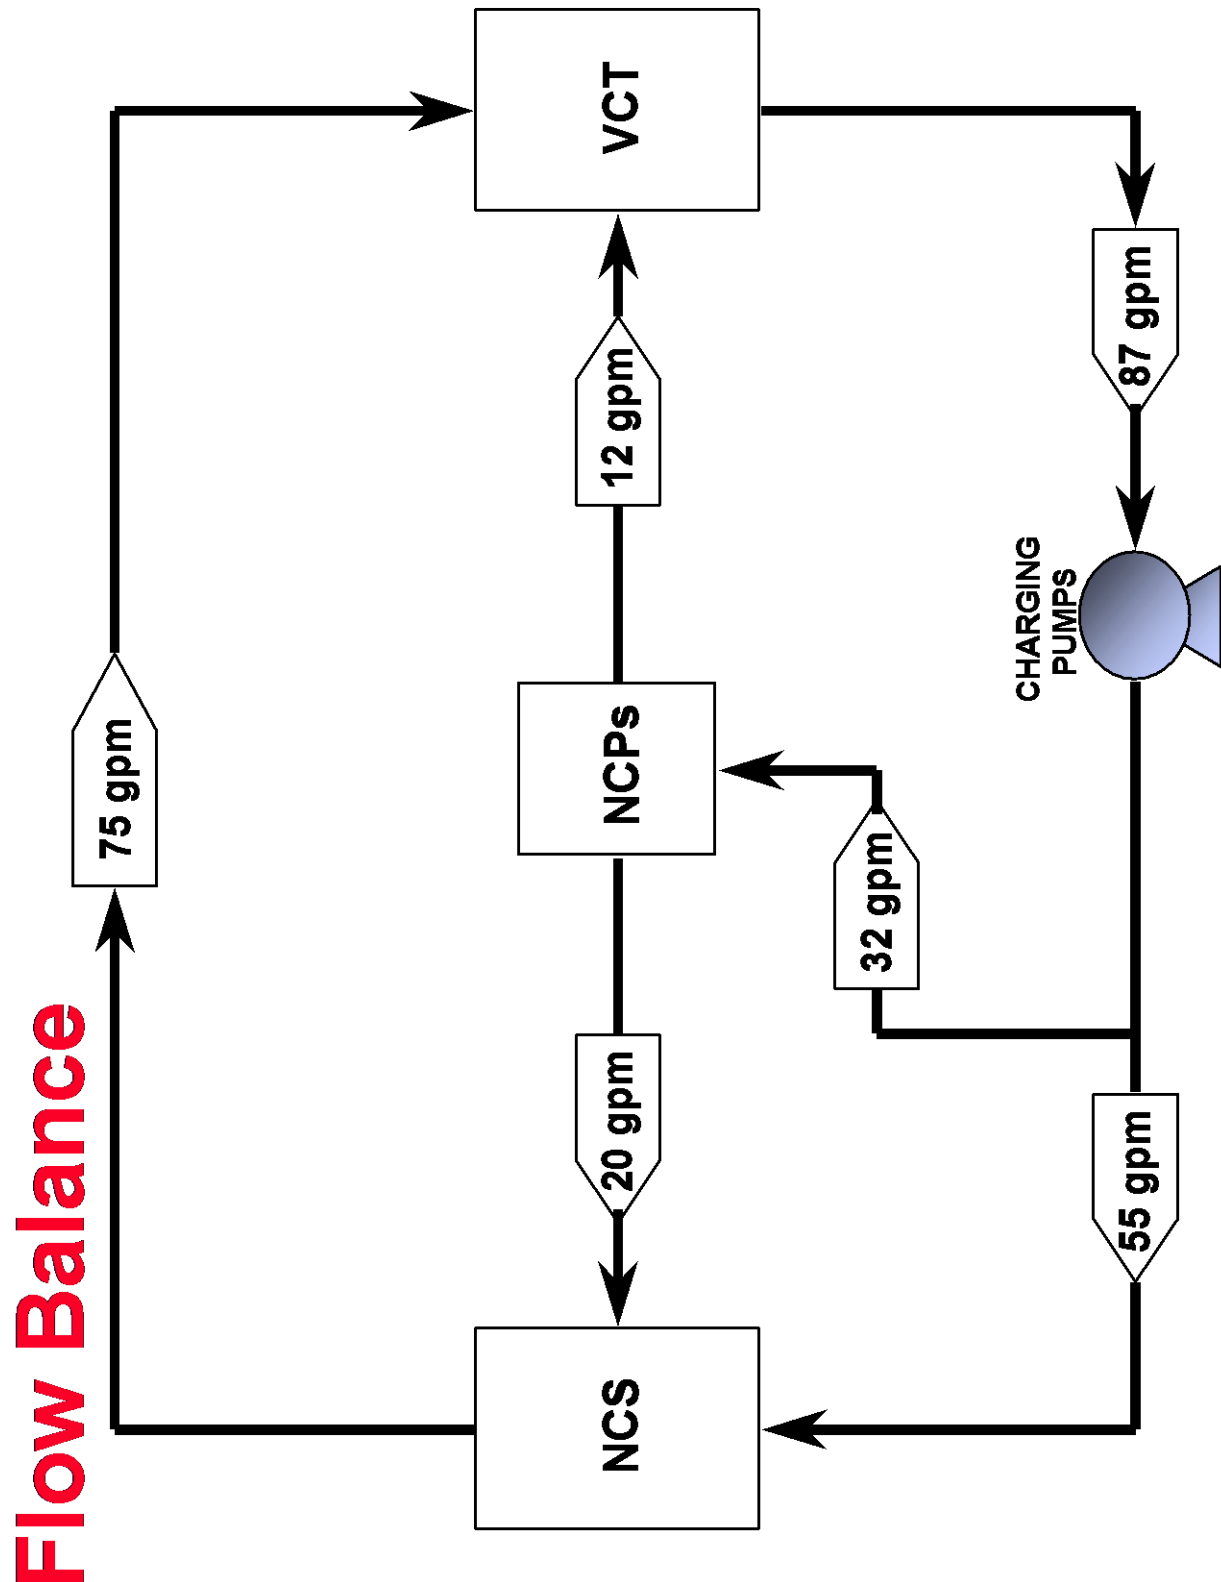 Flow Balance
75 gpm
NCS
20 gpm
NCPs
12 gpm
VCT
32 gpm
CHARGING
PUMPS
55 gpm
87 gpm